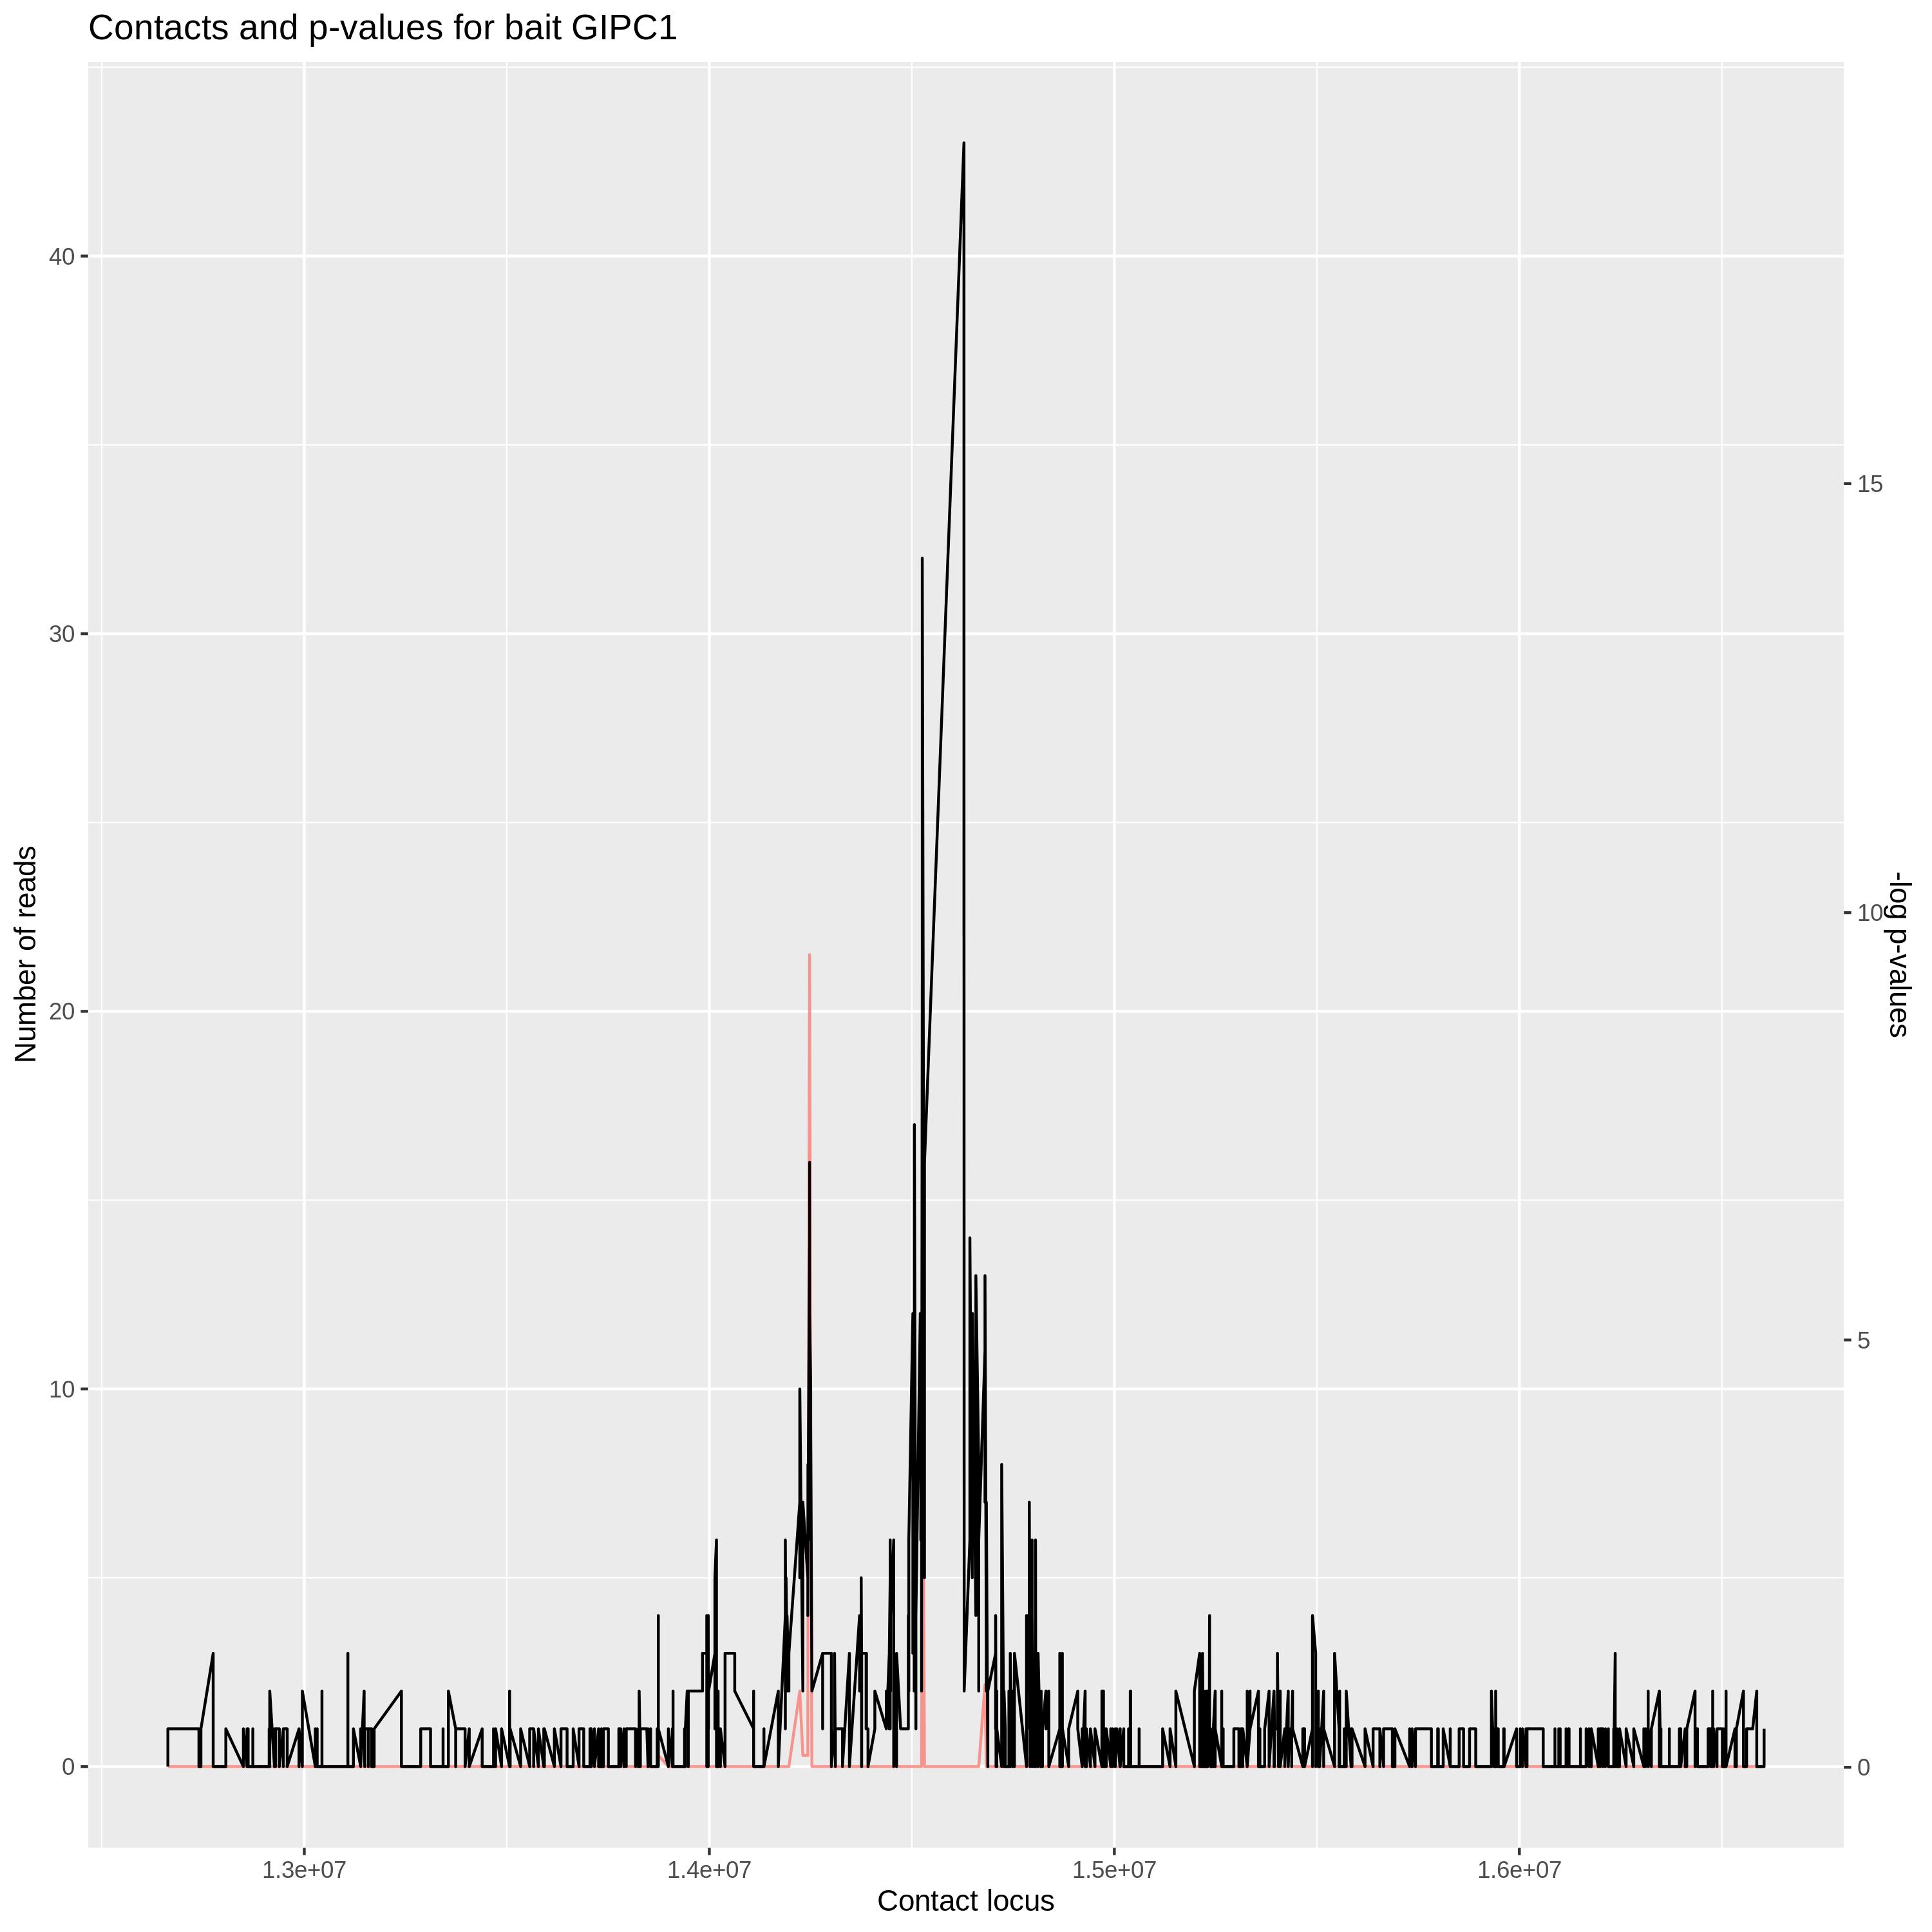 Contacts and p-values for bait GIPC1
40
30
20
10
0
Number of reads
15
10
5
0
-log p-values
1.3e+07
1.4e+07
1.5e+07
1.6e+07
Contact locus